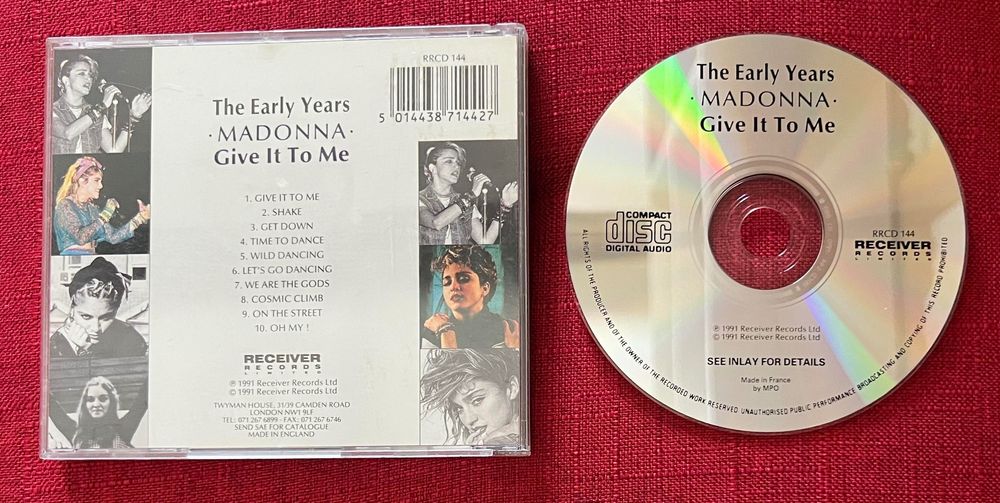 RRCD 144
5 014438 714427
The Early Years
·MADONNA·
Give It To Me
1. GIVE IT TO ME
2. SHAKE
3. GET DOWN
4. TIME TO DANCE
5. WILD DANCING
6. LET'S GO DANCING
7. WE ARE THE GODS
8. COSMIC CLIMB
9. ON THE STREET
10. OH MY !
RECEIVER
RECORDS
LIMITED
℗ 1991 Receiver Records Ltd
© 1991 Receiver Records Ltd
TWYMAN HOUSE, 31/39 CAMDEN ROAD
LONDON NW1 9LF
TEL: 071 267 6899 - FAX: 071 267 6746
SEND SAE FOR CATALOGUE
MADE IN ENGLAND
The Early Years
·MADONNA·
Give It To Me
COMPACT
disc
DIGITAL AUDIO
RRCD 144
RECEIVER
RECORDS
LIMITED
℗ 1991 Receiver Records Ltd
© 1991 Receiver Records Ltd
SEE INLAY FOR DETAILS
Made in France
by MPO
ALL RIGHTS OF THE PRODUCER AND OF THE OWNER OF THE RECORDED WORK RESERVED. UNAUTHORISED PUBLIC PERFORMANCE BROADCASTING AND COPYING OF THIS RECORD PROHIBITED